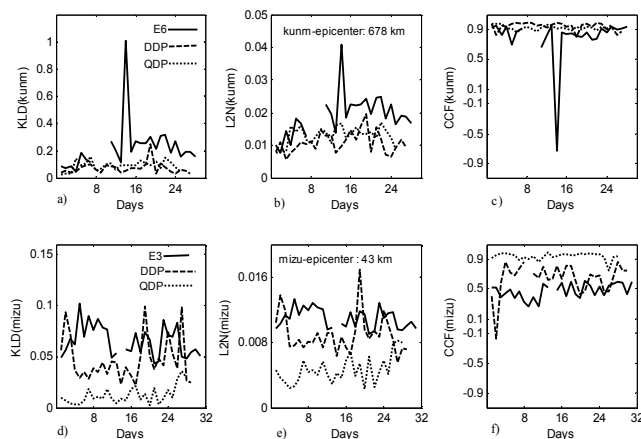 E6
DDP
QDP
KLD(kunm)
1
0.8
0.6
0.4
0.2
0
8 16 24
a)
Days
kunm-epicenter: 678 km
L2N(kunm)
0.05
0.04
0.03
0.02
0.01
0
8 16 24
b)
Days
CCF(kunm)
0.9
0.5
0.1
-0.1
-0.5
-0.9
8 16 24
c)
Days
E3
DDP
QDP
KLD(mizu)
0.15
0.1
0.05
0
8 16 24 32
d)
Days
mizu-epicenter : 43 km
L2N(mizu)
0.016
0.008
0
8 16 24 32
e)
Days
CCF(mizu)
0.9
0.5
0.1
-0.1
-0.5
-0.9
0 8 16 24 32
f)
Days